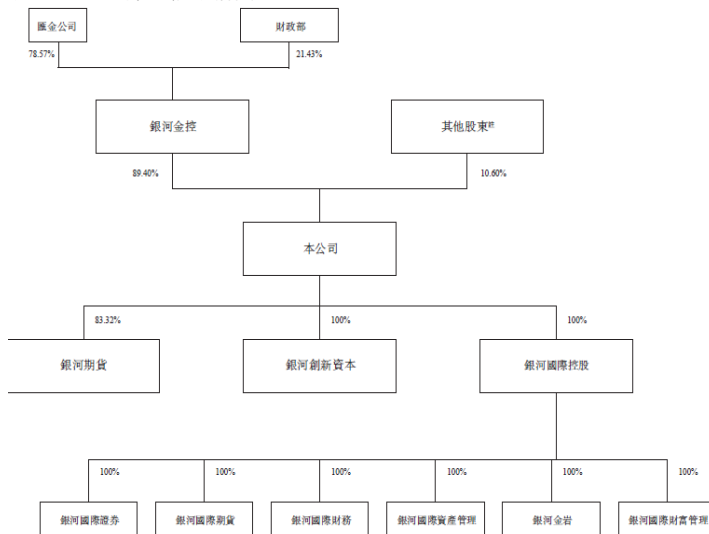 匯金公司
財政部
78.57%
21.43%
銀河金控
其他股東註
89.40%
10.60%
本公司
83.32%
100%
100%
銀河期貨
銀河創新資本
銀河國際控股
100%
100%
100%
100%
100%
100%
銀河國際證券
銀河國際期貨
銀河國際財務
銀河國際資產管理
銀河金岩
銀河國際財富管理